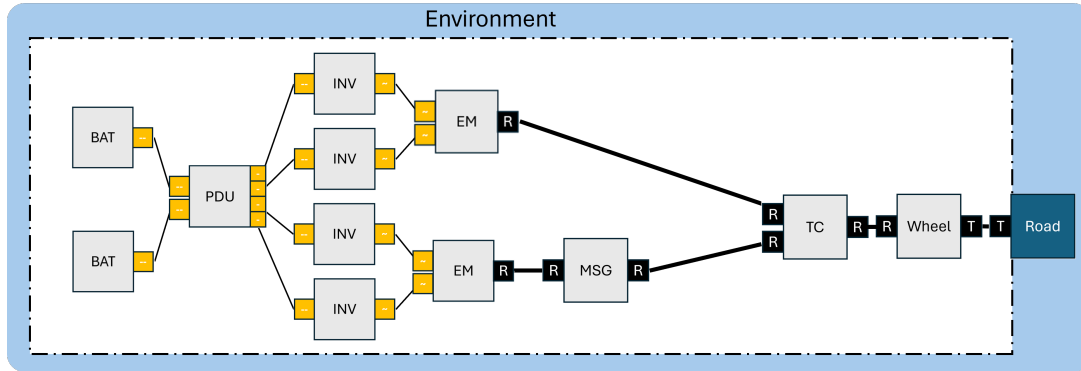 Environment
INV
BAT
EM
R
INV
PDU
R
TC
R
R
Wheel
T
T
Road
R
INV
BAT
EM
R
R
MSG
R
INV